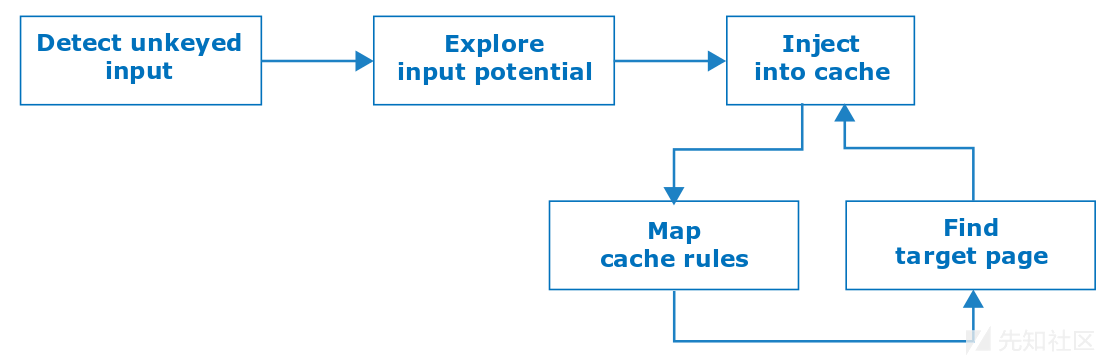 Detect unkeyed
input
Explore
input potential
Inject
into cache
Map
cache rules
Find
target page
先知社区